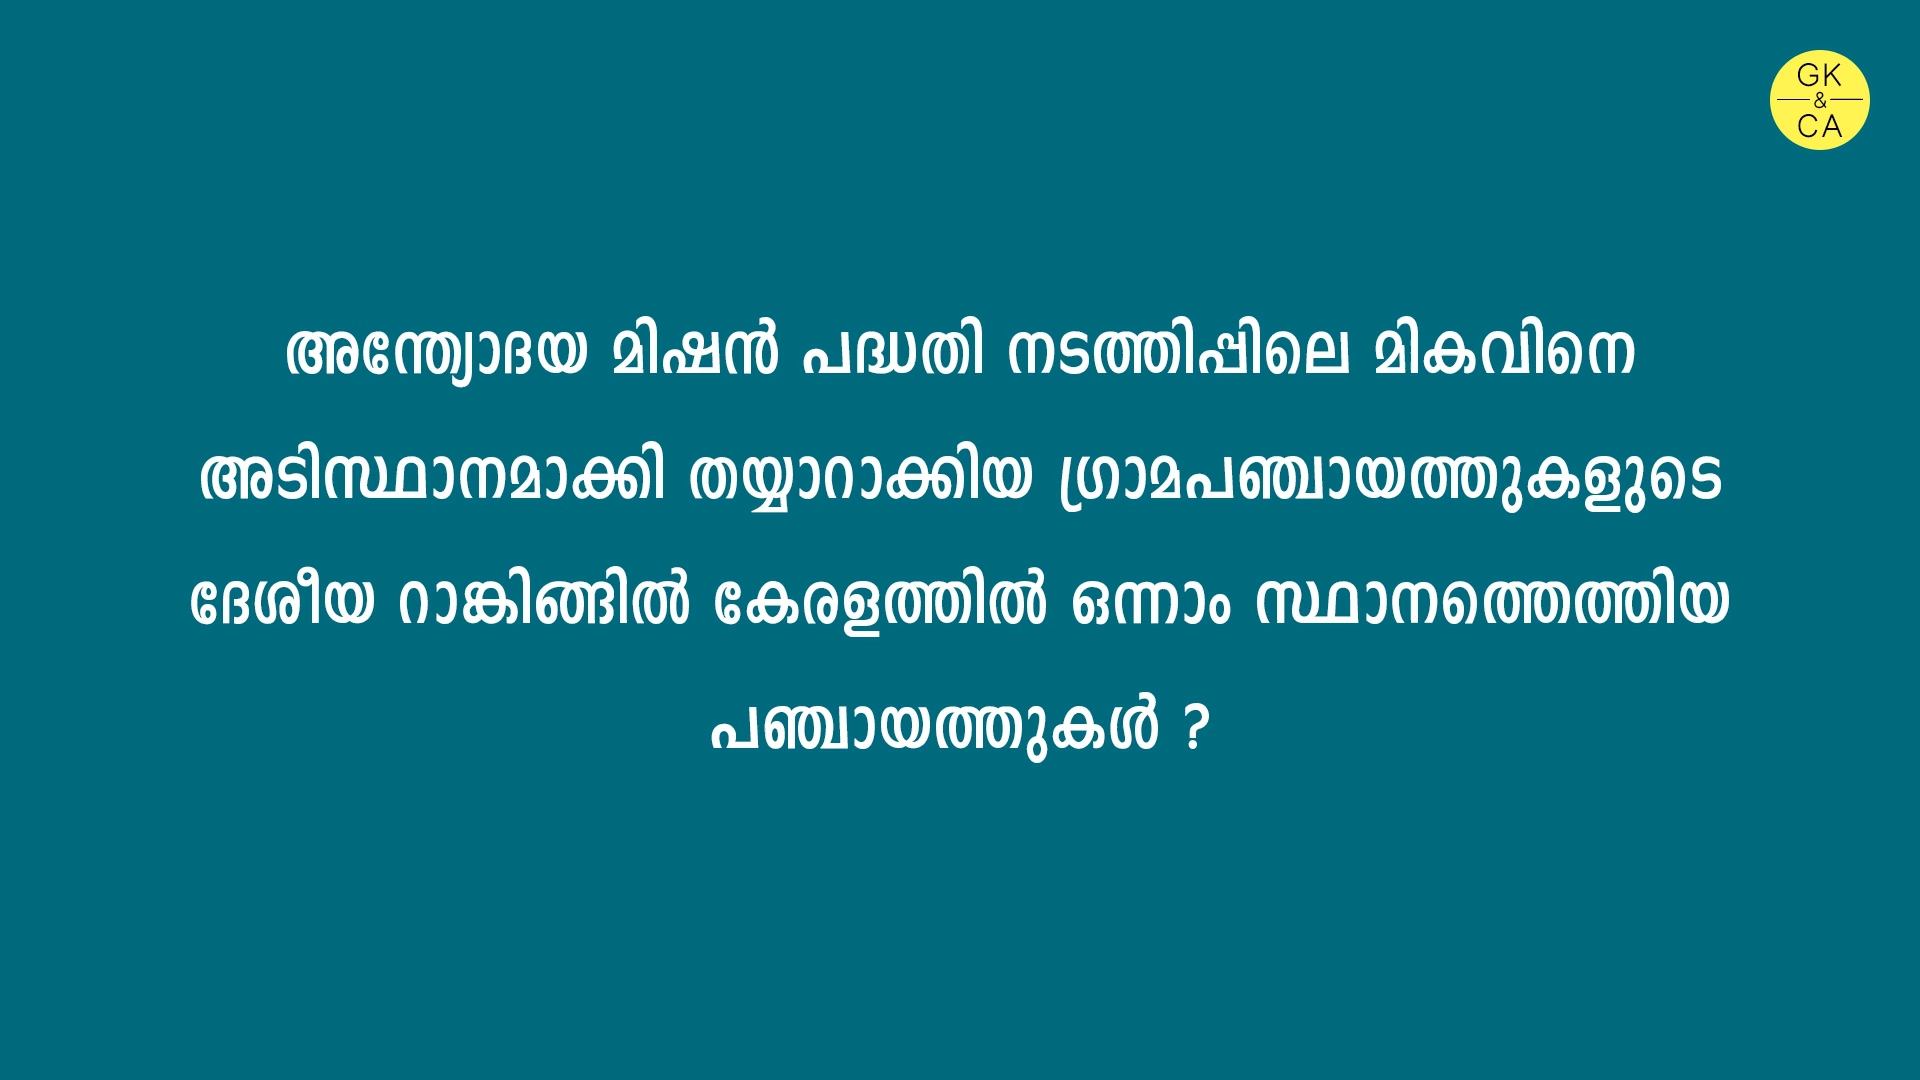 GK
&
CA
അന്ത്യോദയ മിഷൻ പദ്ധതി നടത്തിപ്പിലെ മികവിനെ
അടിസ്ഥാനമാക്കി തയ്യാറാക്കിയ ഗ്രാമപഞ്ചായത്തുകളുടെ
ദേശീയ റാങ്കിങ്ങിൽ കേരളത്തിൽ ഒന്നാം സ്ഥാനത്തെത്തിയ
പഞ്ചായത്തുകൾ ?